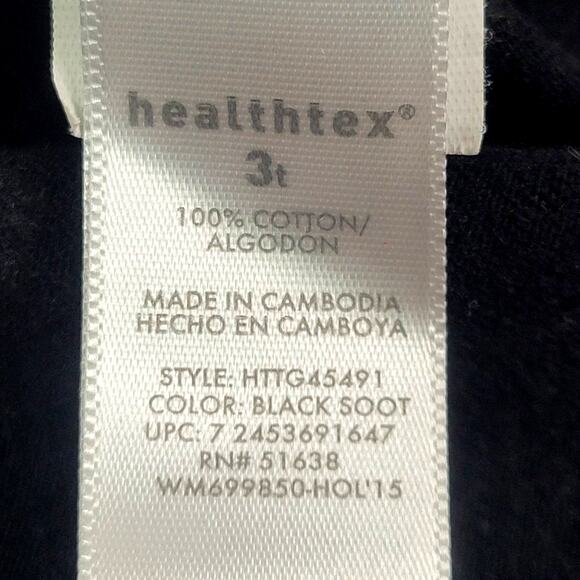 healthtex®
3t
100% COTTON/
ALGODON
MADE IN CAMBODIA
HECHO EN CAMBOYA
STYLE: HTTG45491
COLOR: BLACK SOOT
UPC: 7 2453691647
RN# 51638
WM699850-HOL'15